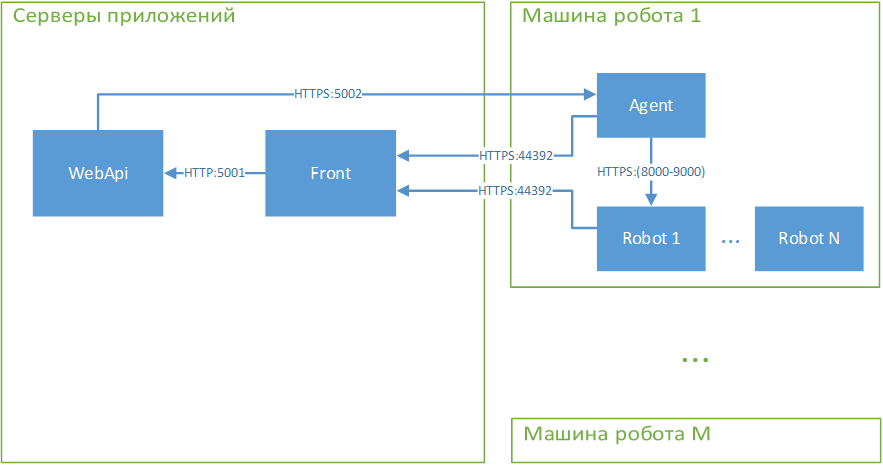 Серверы приложений
Машина робота 1
HTTPS:5002
Agent
WebApi
HTTP:5001
Front
HTTPS:44392
HTTPS:(8000-9000)
HTTPS:44392
Robot 1
...
Robot N
...
Машина робота M